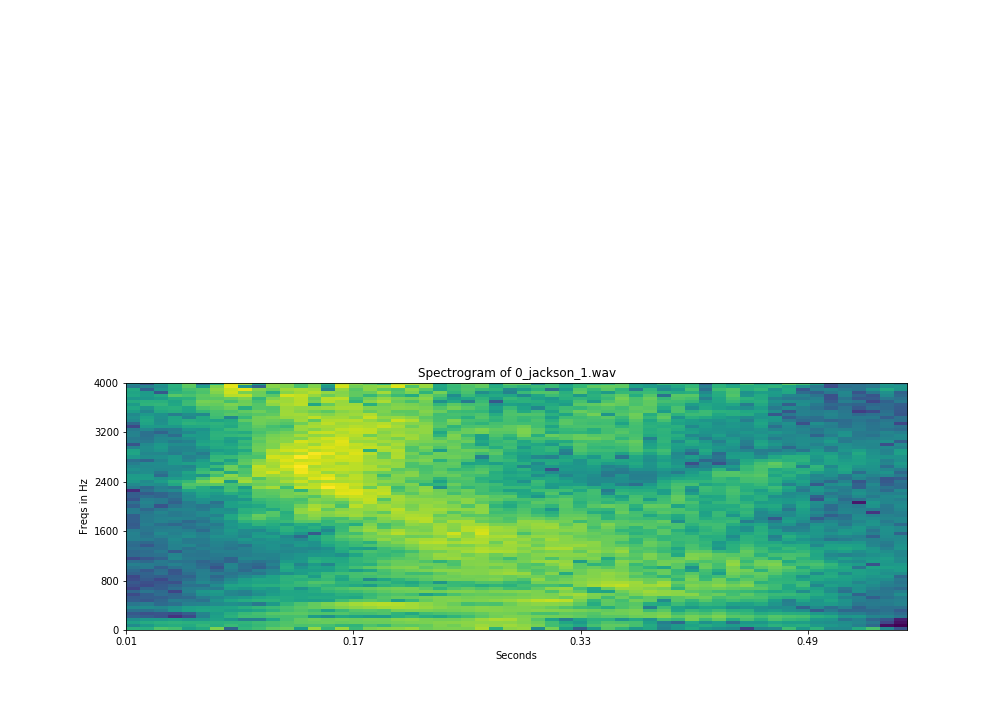 Spectrogram of 0_jackson_1.wav
4000
3200
2400
1600
800
0
Freqs in Hz
0.01 0.17 0.33 0.49
Seconds